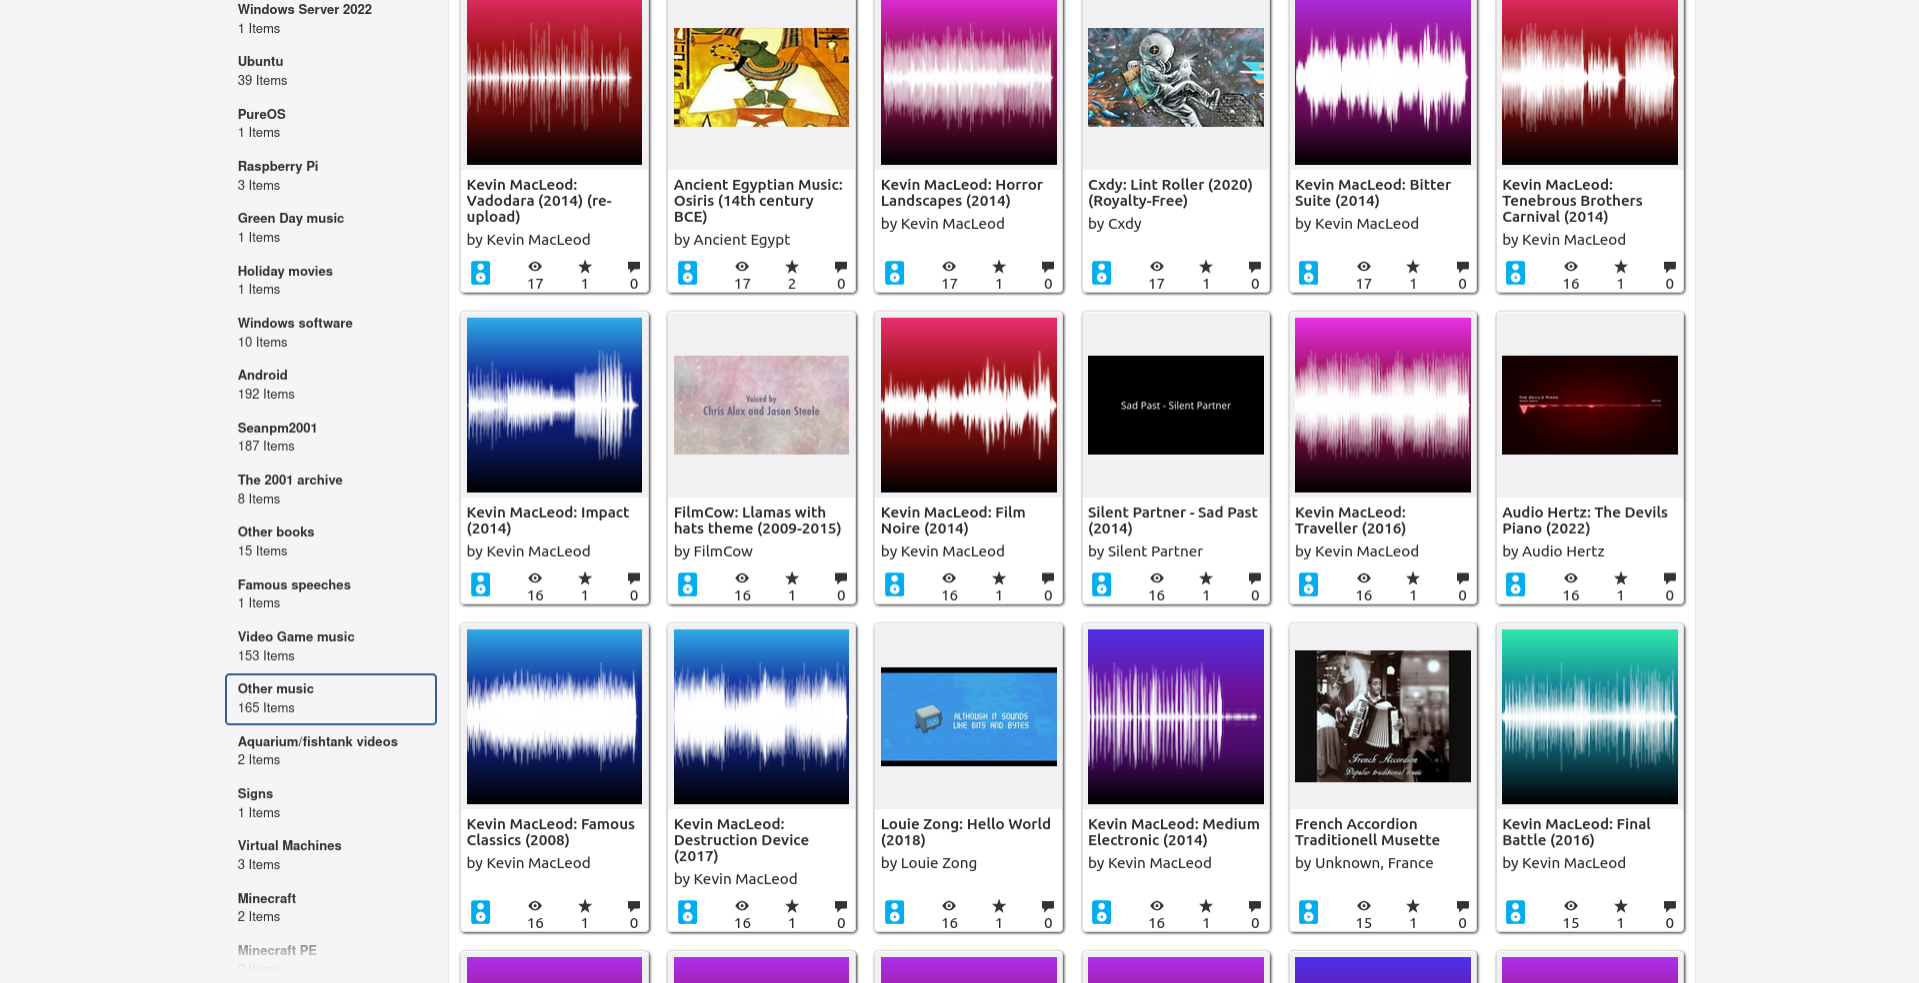 Windows Server 2022
1 Items
Ubuntu
39 Items
PureOS
1 Items
Raspberry Pi
3 Items
Green Day music
1 Items
Holiday movies
1 Items
Windows software
10 Items
Android
192 Items
Seanpm2001
187 Items
The 2001 archive
8 Items
Other books
15 Items
Famous speeches
1 Items
Video Game music
153 Items
Other music
165 Items
Aquarium/fishtank videos
2 Items
Signs
1 Items
Virtual Machines
3 Items
Minecraft
2 Items
Minecraft PE
Kevin MacLeod:
Vadodara (2014) (re-
upload)
by Kevin MacLeod
17 1 0
Ancient Egyptian Music:
Osiris (14th century
BCE)
by Ancient Egypt
17 2 0
Kevin MacLeod: Horror
Landscapes (2014)
by Kevin MacLeod
17 1 0
Cxdy: Lint Roller (2020)
(Royalty-Free)
by Cxdy
17 1 0
Kevin MacLeod: Bitter
Suite (2014)
by Kevin MacLeod
17 1 0
Kevin MacLeod:
Tenebrous Brothers
Carnival (2014)
by Kevin MacLeod
16 1 0
Kevin MacLeod: Impact
(2014)
by Kevin MacLeod
16 1 0
Voiced by
Chris Alex and Jason Steele
FilmCow: Llamas with
hats theme (2009-2015)
by FilmCow
16 1 0
Kevin MacLeod: Film
Noire (2014)
by Kevin MacLeod
16 1 0
Sad Past - Silent Partner
Silent Partner - Sad Past
(2014)
by Silent Partner
16 1 0
Kevin MacLeod:
Traveller (2016)
by Kevin MacLeod
16 1 0
The Devil's Piano
Audio Hertz: The Devils
Piano (2022)
by Audio Hertz
16 1 0
Kevin MacLeod: Famous
Classics (2008)
by Kevin MacLeod
16 1 0
Kevin MacLeod:
Destruction Device
(2017)
by Kevin MacLeod
16 1 0
ALTHOUGH IT SOUNDS
LIKE BITS AND BYTES
Louie Zong: Hello World
(2018)
by Louie Zong
16 1 0
Kevin MacLeod: Medium
Electronic (2014)
by Kevin MacLeod
16 1 0
French Accordion
Popular traditional music
French Accordion
Traditionell Musette
by Unknown, France
15 1 0
Kevin MacLeod: Final
Battle (2016)
by Kevin MacLeod
15 1 0